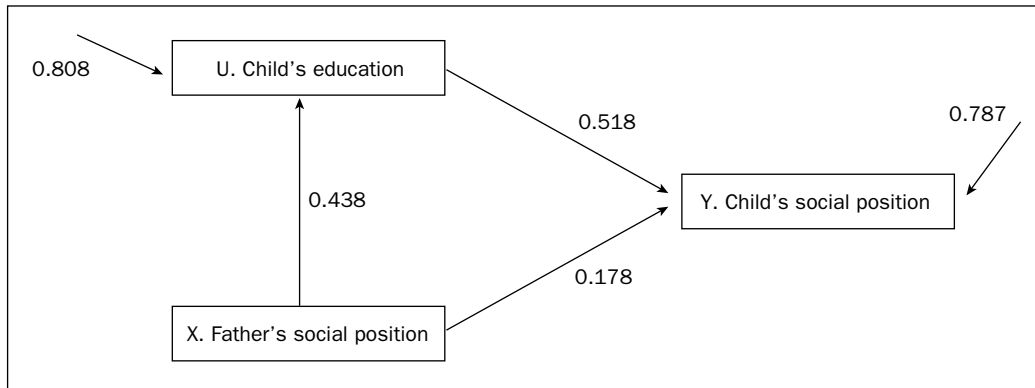 0.808
U. Child’s education
0.518
0.787
0.438
Y. Child’s social position
0.178
X. Father’s social position